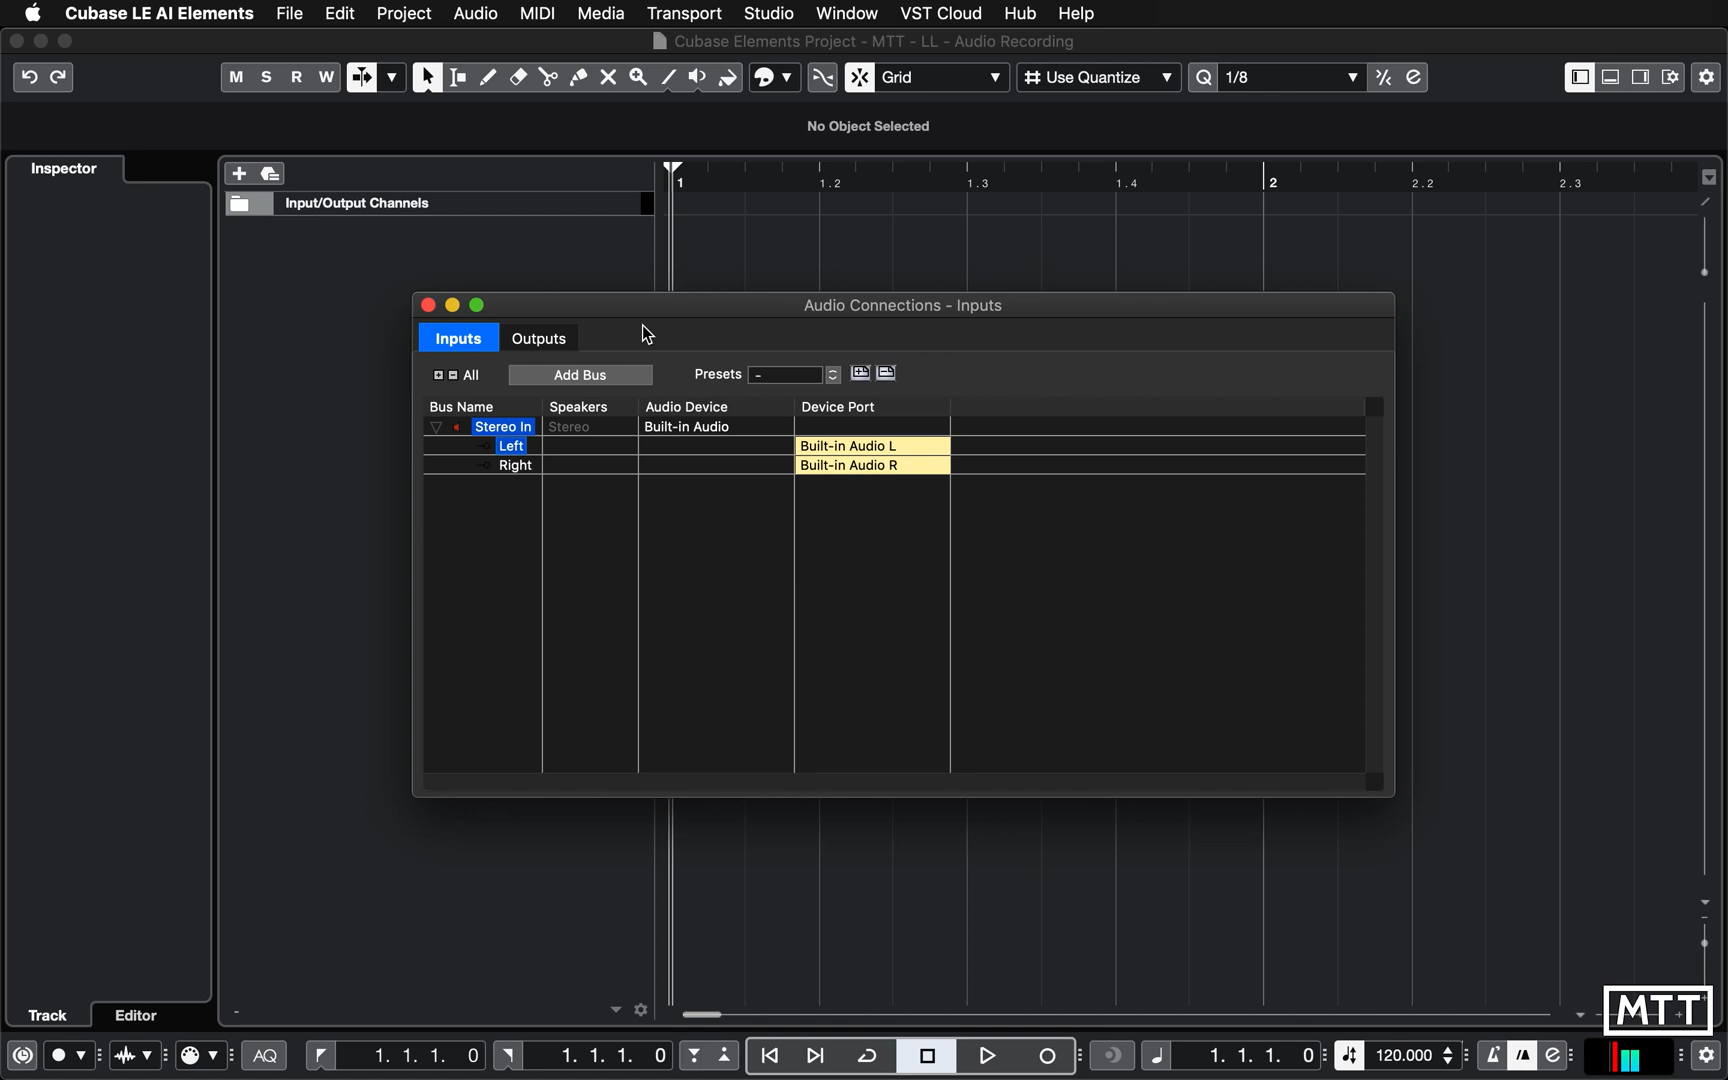 Cubase LE AI Elements File Edit Project Audio MIDI Media Transport Studio Window VST Cloud Hub Help
Cubase Elements Project - MTT - LL - Audio Recording
M S R W Grid Use Quantize Q 1/8
No Object Selected
Inspector
1 1.2 1.3 1.4 2 2.2 2.3
Input/Output Channels
Audio Connections - Inputs
Inputs Outputs
All Add Bus Presets -
Bus Name Speakers Audio Device Device Port
Stereo In Stereo Built-in Audio
Left Built-in Audio L
Right Built-in Audio R
MTT
Track Editor -
AQ 1. 1. 1. 0 1. 1. 1. 0 1. 1. 1. 0 120.000